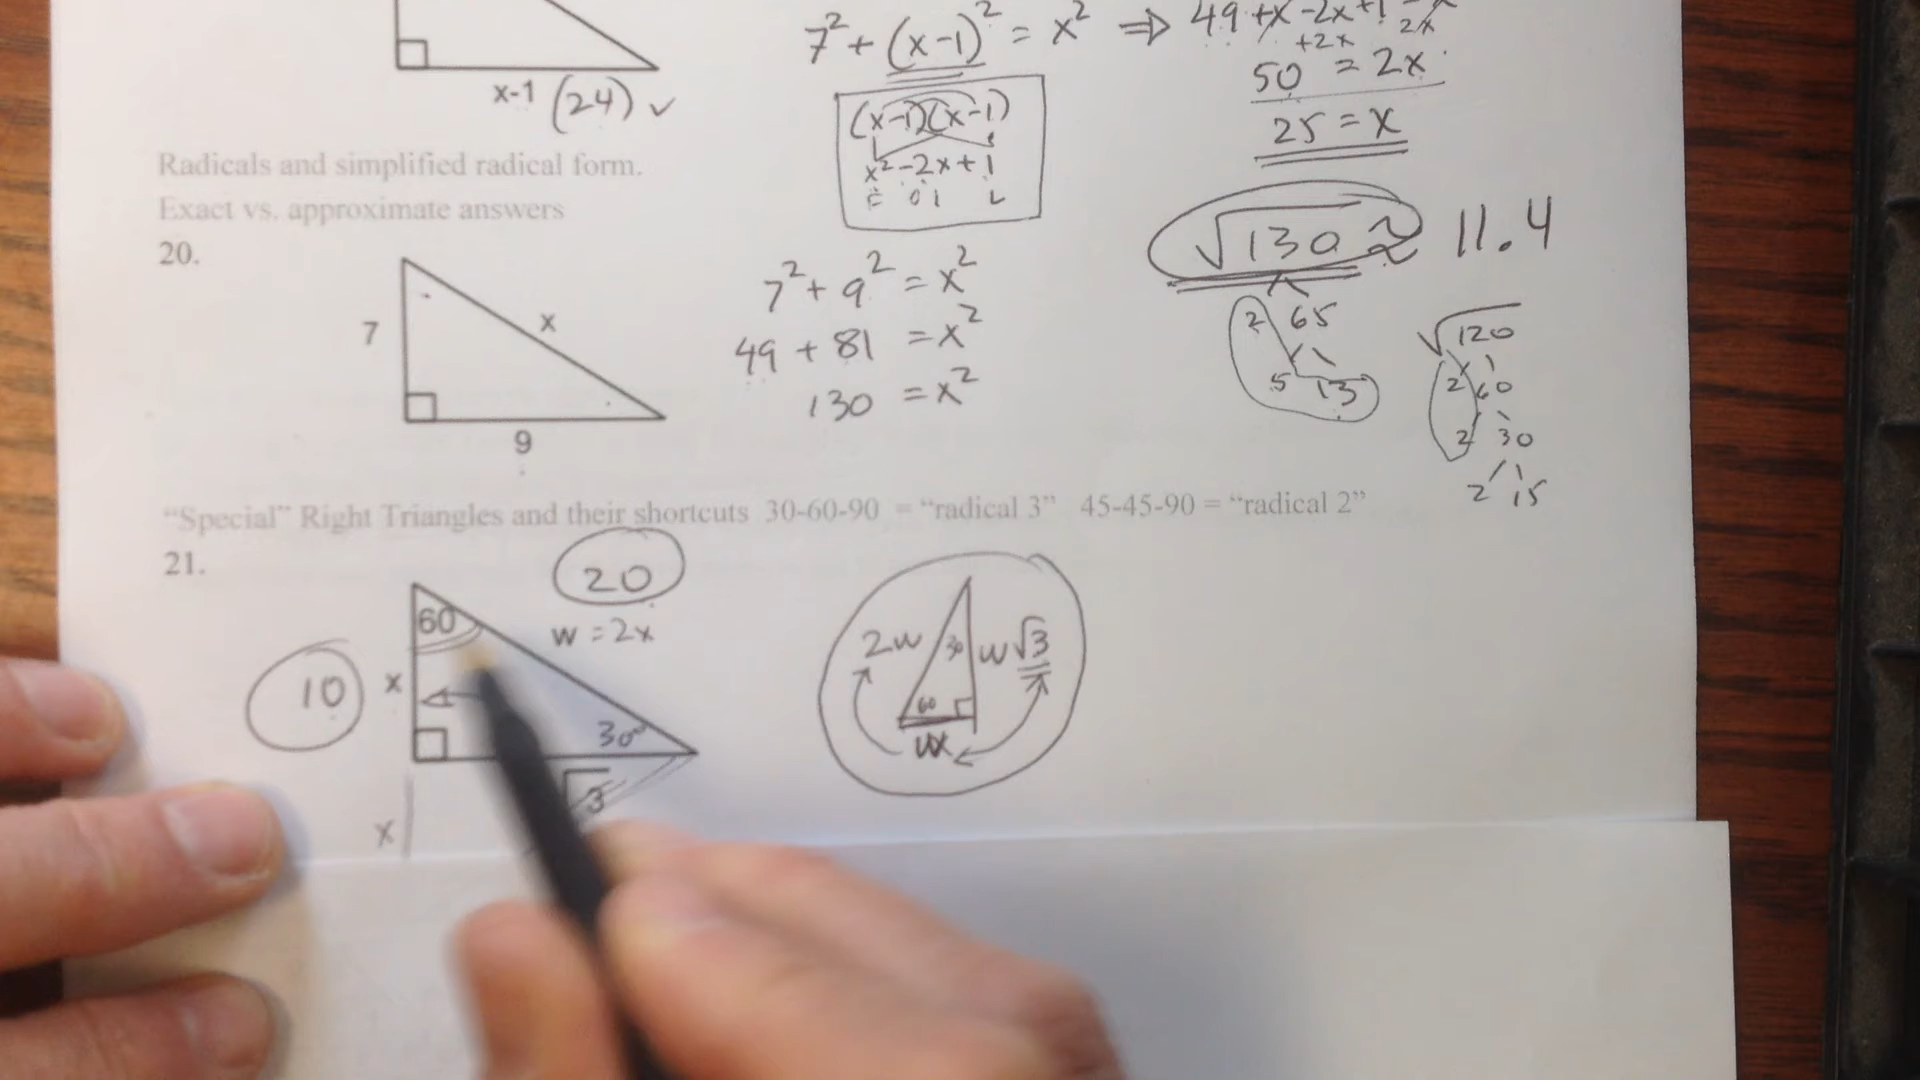 7² + (x-1)² = x² ⇒ 49 + x² - 2x + 1
+2x 2x
50 = 2x
25 = x
x-1 (24) ✓
(x-1)(x-1)
x² - 2x + 1
F O I L
Radicals and simplified radical form.
Exact vs. approximate answers
20.
7
x
9
7² + 9² = x²
49 + 81 = x²
130 = x²
√130 ≈ 11.4
2 65
5 13
√120
2 60
2 30
2 15
"Special" Right Triangles and their shortcuts 30-60-90 = "radical 3" 45-45-90 = "radical 2"
21.
20
60
w = 2x
10
x
30°
3
x
2w
30
w√3
60